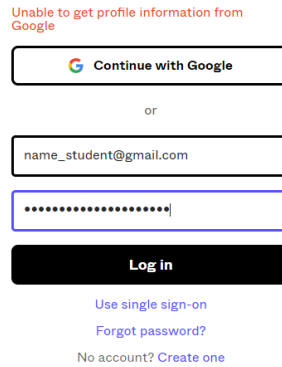 Unable to get profile information from
Google
Continue with Google
or
name_student@gmail.com
••••••••••••••••••••••
Log in
Use single sign-on
Forgot password?
No account? Create one